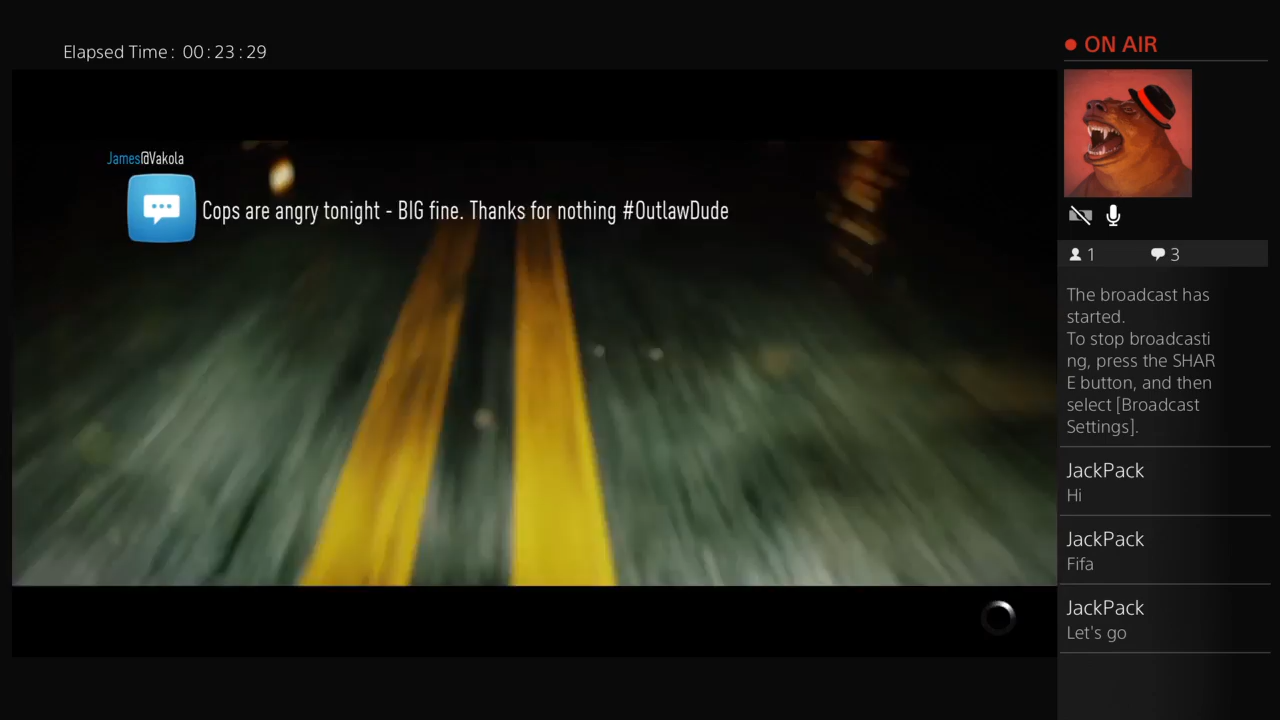 Elapsed Time: 00:23:29
ON AIR
James@Vakola
Cops are angry tonight - BIG fine. Thanks for nothing #OutlawDude
1 3
The broadcast has
started.
To stop broadcasti
ng, press the SHAR
E button, and then
select [Broadcast
Settings].
JackPack
Hi
JackPack
Fifa
JackPack
Let's go